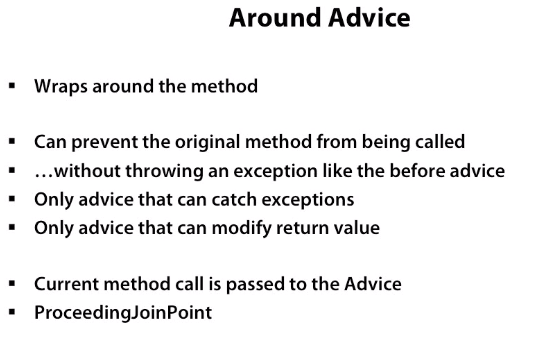 Around Advice
▪ Wraps around the method
▪ Can prevent the original method from being called
▪ …without throwing an exception like the before advice
▪ Only advice that can catch exceptions
▪ Only advice that can modify return value
▪ Current method call is passed to the Advice
▪ ProceedingJoinPoint